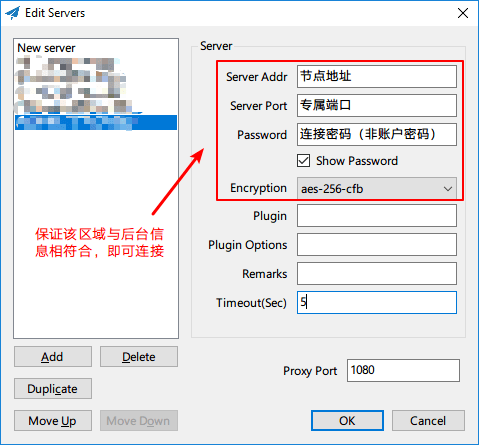 Edit Servers
New server
Server
Server Addr 节点地址
Server Port 专属端口
Password 连接密码（非账户密码）
Show Password
Encryption aes-256-cfb
Plugin
Plugin Options
Remarks
Timeout(Sec) 5
保证该区域与后台信
息相符合，即可连接
Add Delete
Duplicate
Proxy Port 1080
Move Up Move Down
OK Cancel